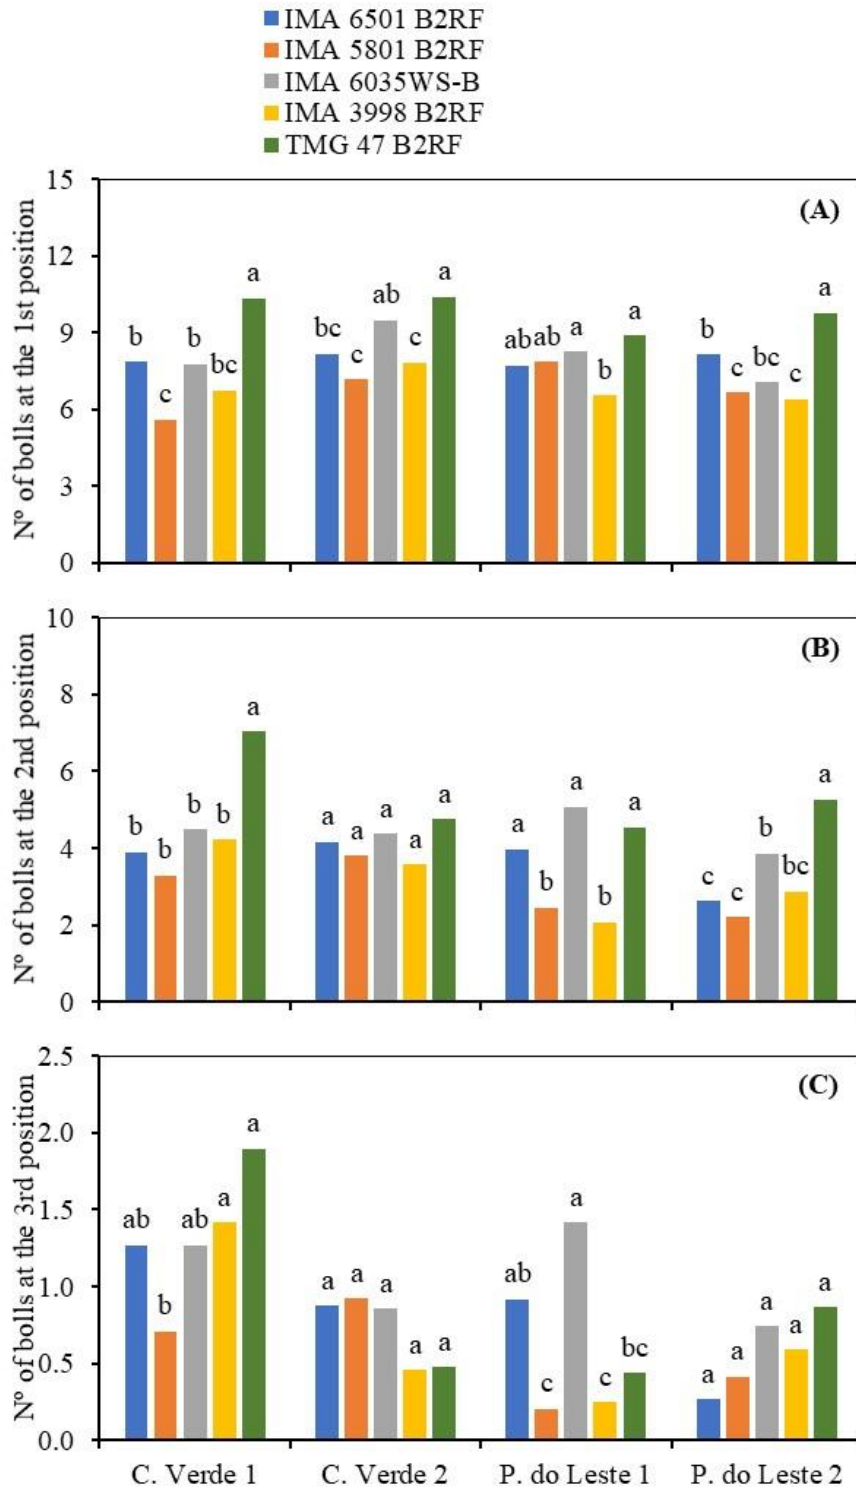 IMA 6501 B2RF
IMA 5801 B2RF
IMA 6035WS-B
IMA 3998 B2RF
TMG 47 B2RF
(A)
Nº of bolls at the 1st position
15
12
9
6
3
0
b c b bc a
bc c ab c a
ab ab a b a
b c bc c a
(B)
Nº of bolls at the 2nd position
10
8
6
4
2
0
b b b b a
a a a a a
a b a b a
c c b bc a
(C)
Nº of bolls at the 3rd position
2.5
2.0
1.5
1.0
0.5
0.0
ab b ab a a
a a a a a
ab c a c bc
a a a a a
C. Verde 1 C. Verde 2 P. do Leste 1 P. do Leste 2